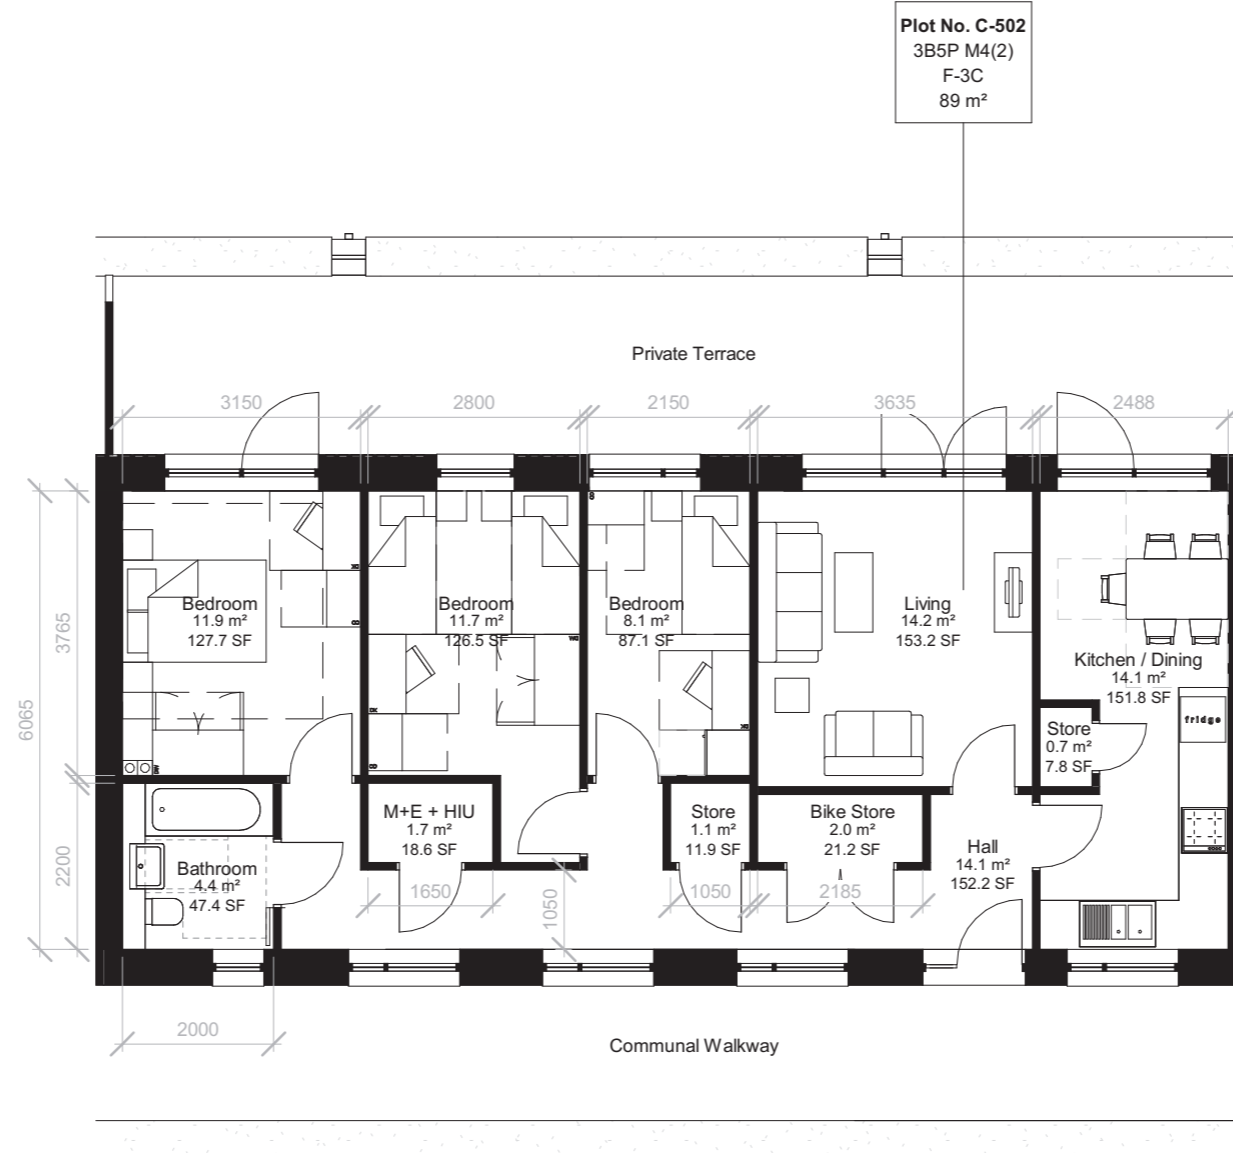 Plot No. C-502
3B5P M4(2)
F-3C
89 m²
Private Terrace
3150
2800
2150
3635
2488
Bedroom
11.9 m²
127.7 SF
Bedroom
11.7 m²
126.5 SF
Bedroom
8.1 m²
87.1 SF
Living
14.2 m²
153.2 SF
Kitchen / Dining
14.1 m²
151.8 SF
fridge
Store
0.7 m²
7.8 SF
3765
6065
2200
M+E + HIU
1.7 m²
18.6 SF
Store
1.1 m²
11.9 SF
Bike Store
2.0 m²
21.2 SF
Hall
14.1 m²
152.2 SF
Bathroom
4.4 m²
47.4 SF
1650
1050
1050
2185
2000
Communal Walkway